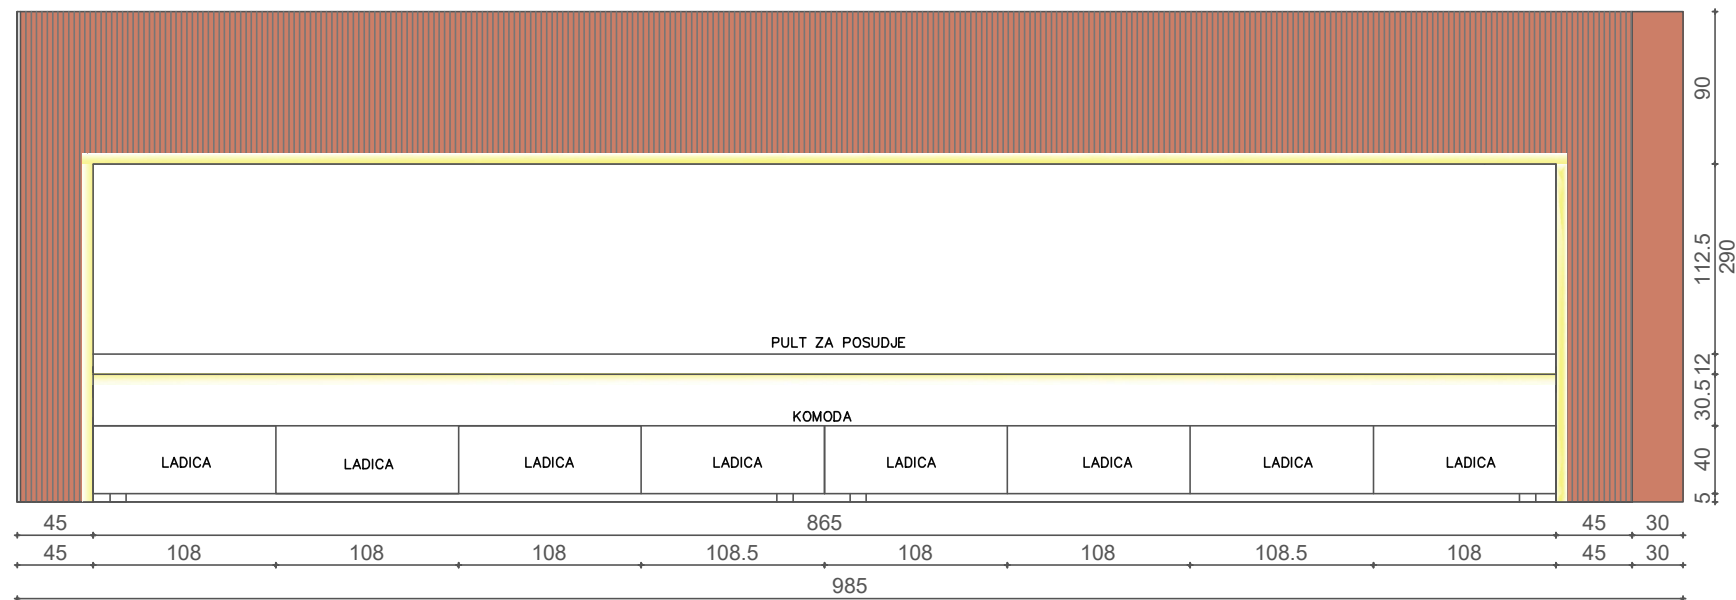 90
112.5
290
PULT ZA POSUDJE
12
30.5
KOMODA
LADICA LADICA LADICA LADICA LADICA LADICA LADICA LADICA
40
5
45 865 45 30
45 108 108 108 108.5 108 108 108.5 108 45 30
985